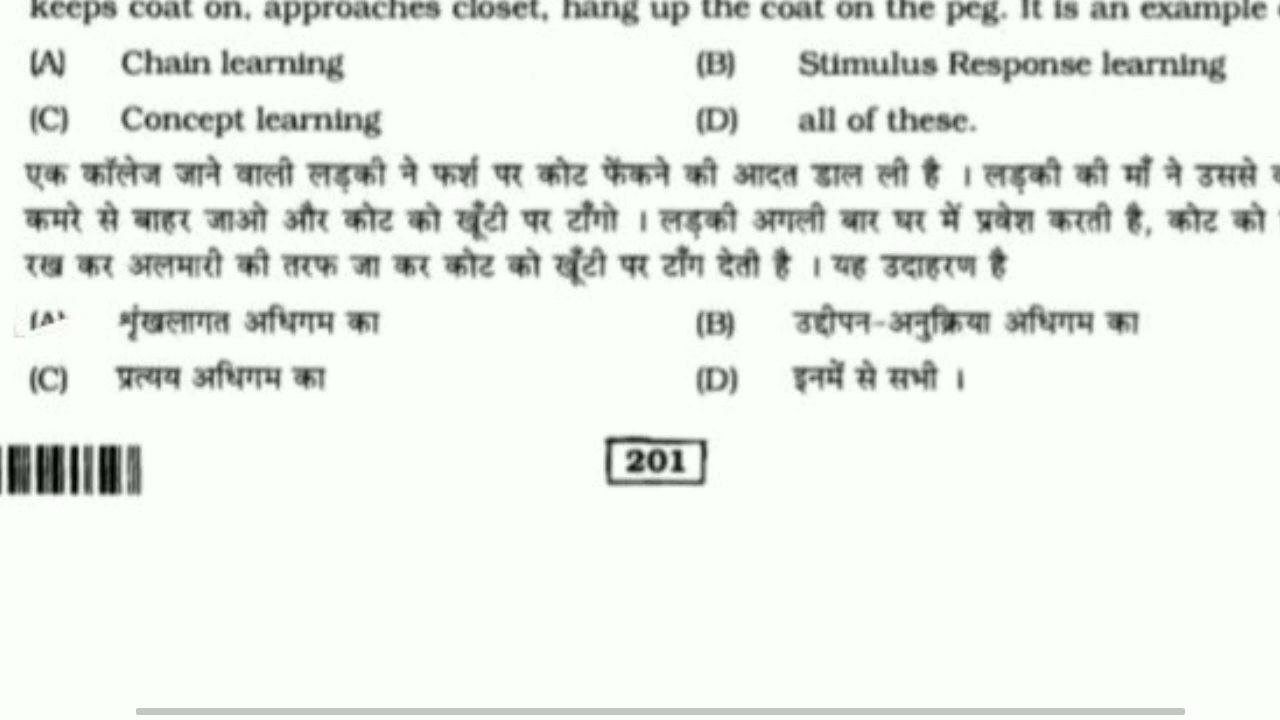 keeps coat on, approaches closet, hang up the coat on the peg. It is an example
(A) Chain learning (B) Stimulus Response learning
(C) Concept learning (D) all of these.
एक कॉलेज जाने वाली लड़की ने फर्श पर कोट फेंकने की आदत डाल ली है । लड़की की माँ ने उससे
कमरे से बाहर जाओ और कोट को खूँटी पर टाँगो । लड़की अगली बार घर में प्रवेश करती है, कोट को
रख कर अलमारी की तरफ जा कर कोट को खूँटी पर टाँग देती है । यह उदाहरण है
(A) शृंखलागत अधिगम का (B) उद्दीपन-अनुक्रिया अधिगम का
(C) प्रत्यय अधिगम का (D) इनमें से सभी ।
201